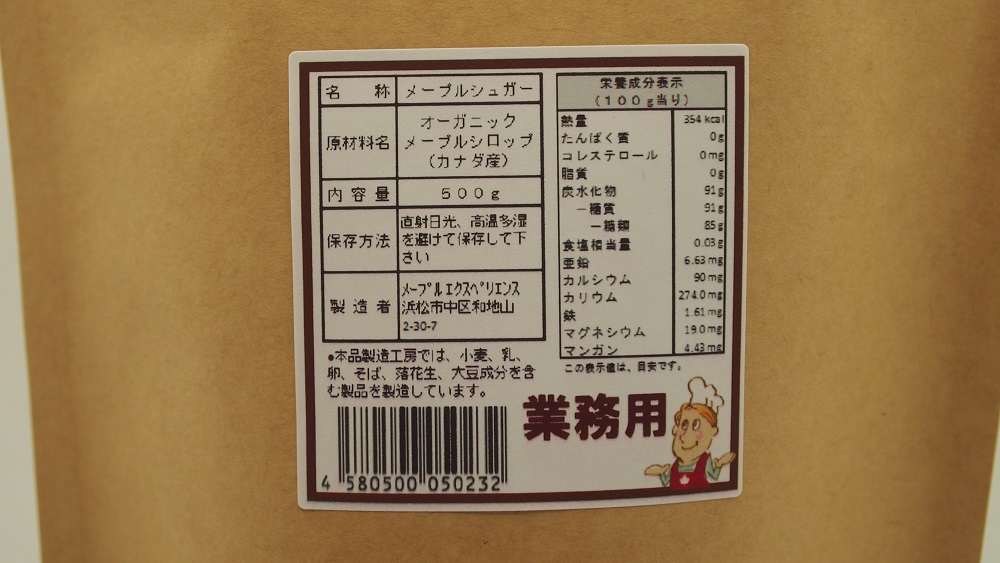 名 称 メープルシュガー
原材料名 オーガニック
メープルシロップ
（カナダ産）
内容量 ５００ｇ
保存方法 直射日光、高温多湿
を避けて保存して下
さい
製造者 ﾒｰﾌﾟﾙ ｴｸｽﾍﾟﾘｴﾝｽ
浜松市中区和地山
2-30-7
●本品製造工房では、小麦、乳、
卵、そば、落花生、大豆成分を含
む製品を製造しています。
4 580500 050232
栄養成分表示
（１００ｇ当り）
熱量 354 kcal
たんぱく質 0g
コレステロール 0mg
脂質 0g
炭水化物 91g
－糖質 91g
－糖類 85g
食塩相当量 0.03g
亜鉛 6.63mg
カルシウム 90mg
カリウム 274.0mg
鉄 1.61mg
マグネシウム 19.0mg
マンガン 4.43mg
この表示値は、目安です。
業務用